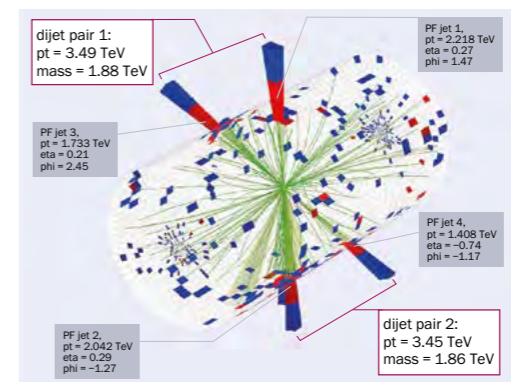 dijet pair 1:
pt = 3.49 TeV
mass = 1.88 TeV
PF jet 1,
pt = 2.218 TeV
eta = 0.27
phi = 1.47
PF jet 3,
pt = 1.733 TeV
eta = 0.21
phi = 2.45
PF jet 4,
pt = 1.408 TeV
eta = −0.74
phi = −1.17
PF jet 2,
pt = 2.042 TeV
eta = 0.29
phi = −1.27
dijet pair 2:
pt = 3.45 TeV
mass = 1.86 TeV